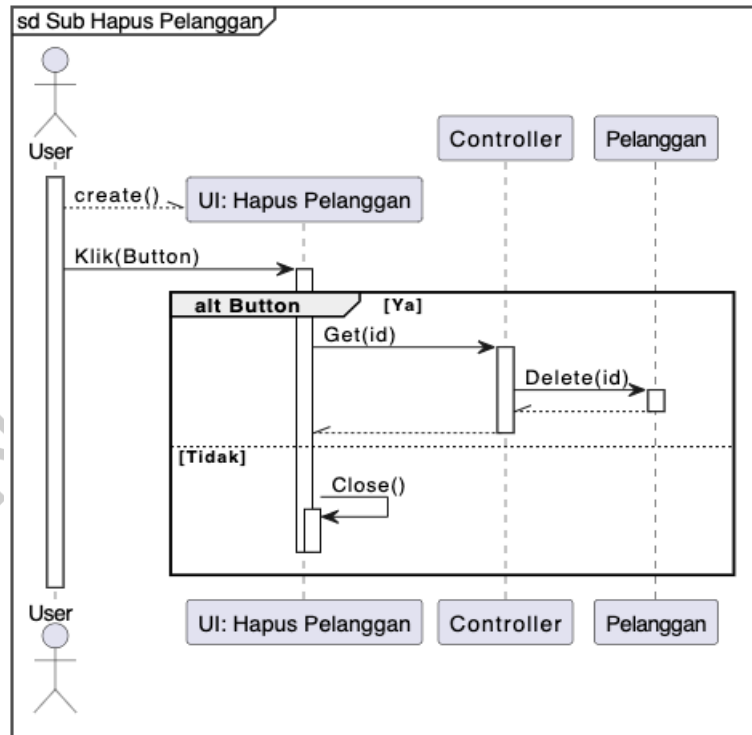 sd Sub Hapus Pelanggan
User
Controller
Pelanggan
create()
UI: Hapus Pelanggan
Klik(Button)
alt Button
[Ya]
Get(id)
Delete(id)
[Tidak]
Close()
User
UI: Hapus Pelanggan
Controller
Pelanggan